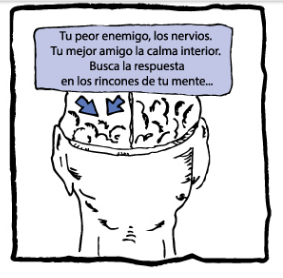 Tu peor enemigo, los nervios.
Tu mejor amigo la calma interior.
Busca la respuesta
en los rincones de tu mente...